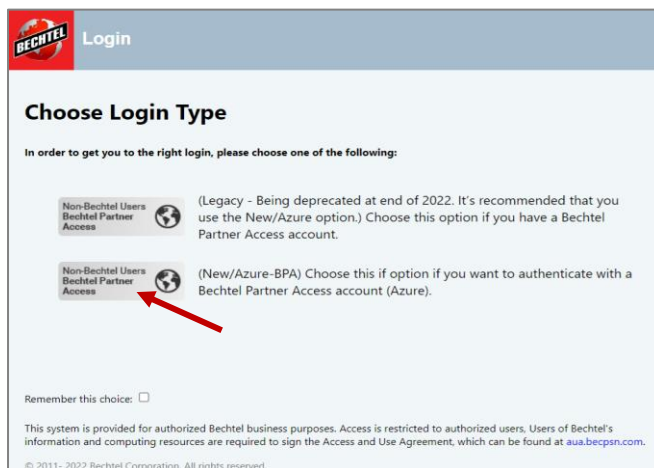 BECHTEL
Login
Choose Login Type
In order to get you to the right login, please choose one of the following:
Non-Bechtel Users
Bechtel Partner
Access
(Legacy - Being deprecated at end of 2022. It's recommended that you
use the New/Azure option.) Choose this option if you have a Bechtel
Partner Access account.
Non-Bechtel Users
Bechtel Partner
Access
(New/Azure-BPA) Choose this if option if you want to authenticate with a
Bechtel Partner Access account (Azure).
Remember this choice:
This system is provided for authorized Bechtel business purposes. Access is restricted to authorized users, Users of Bechtel's
information and computing resources are required to sign the Access and Use Agreement, which can be found at aua.becpsn.com.
© 2011- 2022 Bechtel Corporation. All rights reserved